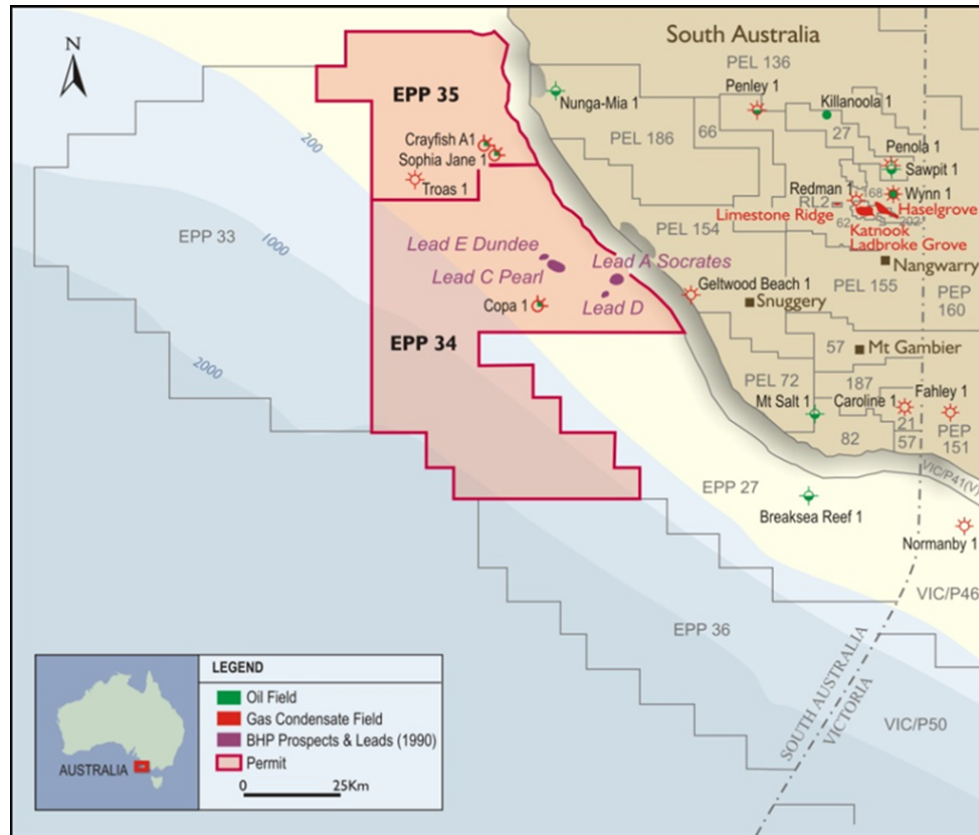 South Australia
N
PEL 136
Penley 1
EPP 35
Nunga-Mia 1
Killanoola 1
66
27
200
Crayfish A1
PEL 186
Penola 1
Sophia Jane 1
Sawpit 1
Troas 1
Redman 1
168
Wynn 1
RL2
Limestone Ridge
Haselgrove
62
202
EPP 33
1000
PEL 154
Katnook
Ladbroke Grove
Lead E Dundee
Lead A Socrates
Nangwarry
Lead C Pearl
Geltwood Beach 1
PEL 155
PEP
160
Copa 1
Lead D
Snuggery
EPP 34
57
Mt Gambier
2000
PEL 72
187
Mt Salt 1
Caroline 1
Fahley 1
21
82
57
PEP
151
VIC/P41(V)
EPP 27
Breaksea Reef 1
Normanby 1
VIC/P46
EPP 36
SOUTH AUSTRALIA
VICTORIA
VIC/P50
LEGEND
Oil Field
Gas Condensate Field
BHP Prospects & Leads (1990)
Permit
AUSTRALIA
0
25Km